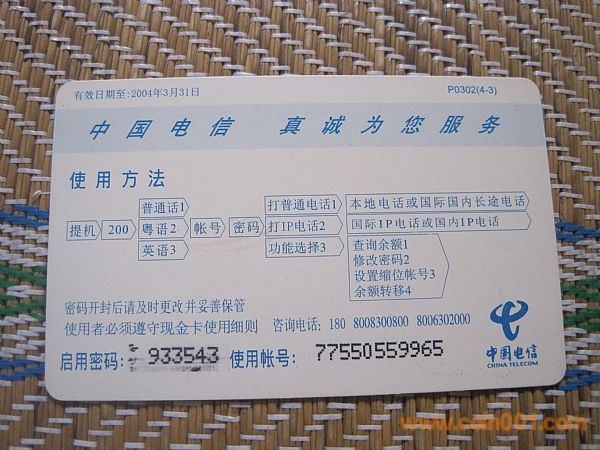 有效日期至:2004年3月31日 P0302(4-3)
中国电信 真诚为您服务
使用方法
提机 200 普通话1 粤语2 英语3 帐号 密码 打普通电话1 本地电话或国际国内长途电话
打IP电话2 国际IP电话或国内IP电话
功能选择3 查询余额1
修改密码2
设置缩位帐号3
余额转移4
密码开封后请及时更改并妥善保管
使用者必须遵守现金卡使用细则 咨询电话: 180 8008300800 8006302000
启用密码: 933543 使用帐号: 77550559965
中国电信
CHINA TELECOM
www.cnh001.com